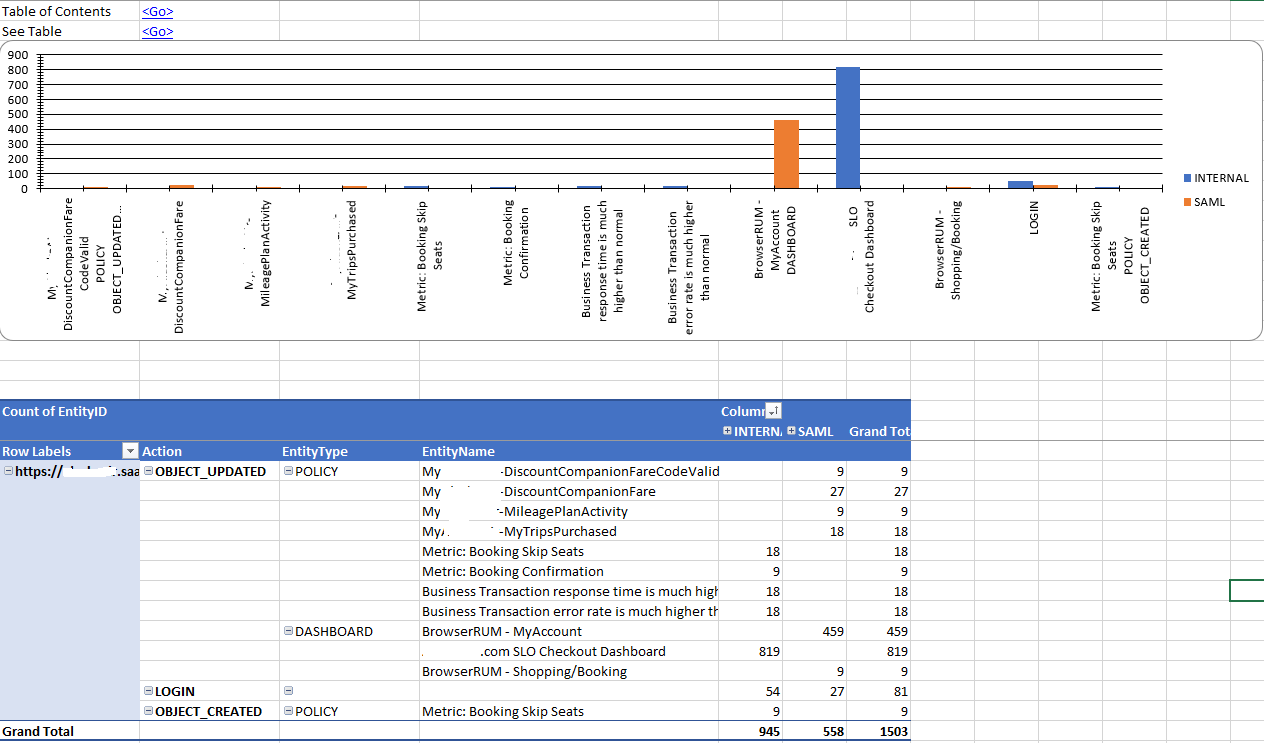 Table of Contents <Go>
See Table <Go>
900
800
700
600
500
400
300
200
100
0
INTERNAL
SAML
My
DiscountCompanionFare
CodeValid
POLICY
OBJECT_UPDATED...
DiscountCompanionFare
MileagePlanActivity
MyTripsPurchased
Metric: Booking Skip
Seats
Metric: Booking
Confirmation
Business Transaction
response time is much
higher than normal
Business Transaction
error rate is much higher
than normal
BrowserRUM -
MyAccount
DASHBOARD
SLO
Checkout Dashboard
BrowserRUM -
Shopping/Booking
LOGIN
Metric: Booking Skip
Seats
POLICY
OBJECT_CREATED
Count of EntityID Column
INTERNA SAML Grand Tot
Row Labels Action EntityType EntityName
https:// .saa OBJECT_UPDATED POLICY My -DiscountCompanionFareCodeValid 9 9
My -DiscountCompanionFare 27 27
My -MileagePlanActivity 9 9
My -MyTripsPurchased 18 18
Metric: Booking Skip Seats 18 18
Metric: Booking Confirmation 9 9
Business Transaction response time is much high 18 18
Business Transaction error rate is much higher th 18 18
DASHBOARD BrowserRUM - MyAccount 459 459
.com SLO Checkout Dashboard 819 819
BrowserRUM - Shopping/Booking 9 9
LOGIN 54 27 81
OBJECT_CREATED POLICY Metric: Booking Skip Seats 9 9
Grand Total 945 558 1503